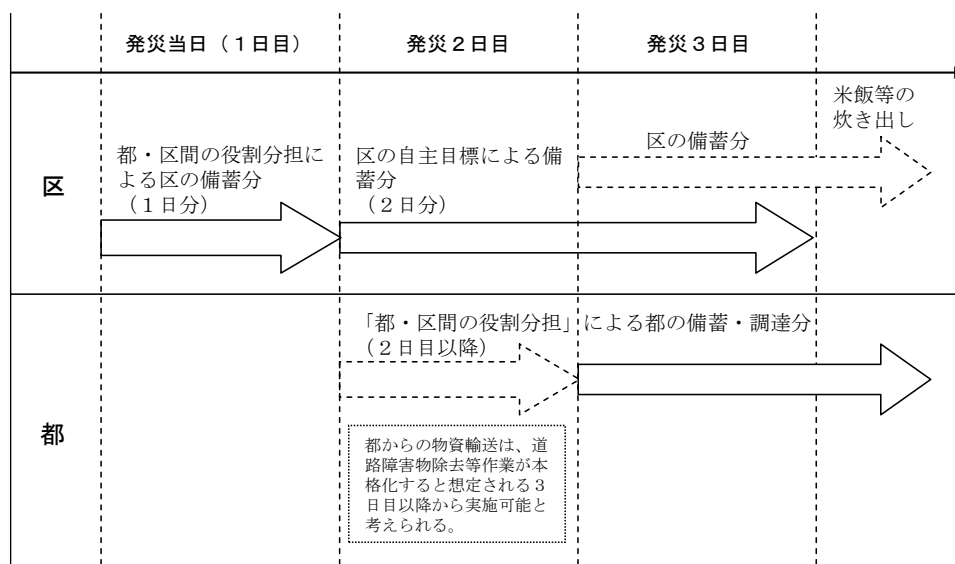 発災当日（１日目）
発災２日目
発災３日目
区
都・区間の役割分担に
よる区の備蓄分
（１日分）
区の自主目標による備
蓄分
（２日分）
区の備蓄分
米飯等の
炊き出し
都
「都・区間の役割分担」による都の備蓄・調達分
（２日目以降）
都からの物資輸送は、道
路障害物除去等作業が本
格化すると想定される３
日目以降から実施可能と
考えられる。